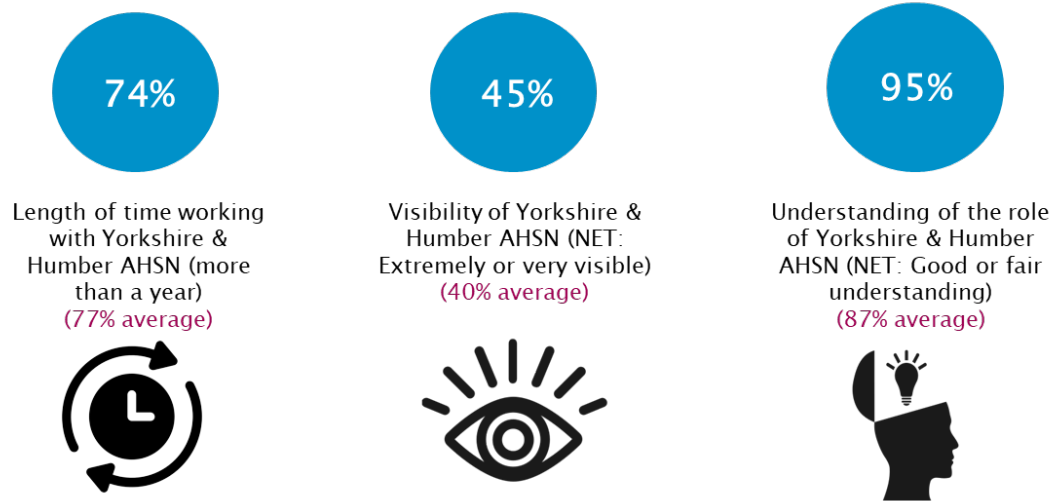 74%
Length of time working
with Yorkshire &
Humber AHSN (more
than a year)
(77% average)
45%
Visibility of Yorkshire &
Humber AHSN (NET:
Extremely or very visible)
(40% average)
95%
Understanding of the role
of Yorkshire & Humber
AHSN (NET: Good or fair
understanding)
(87% average)